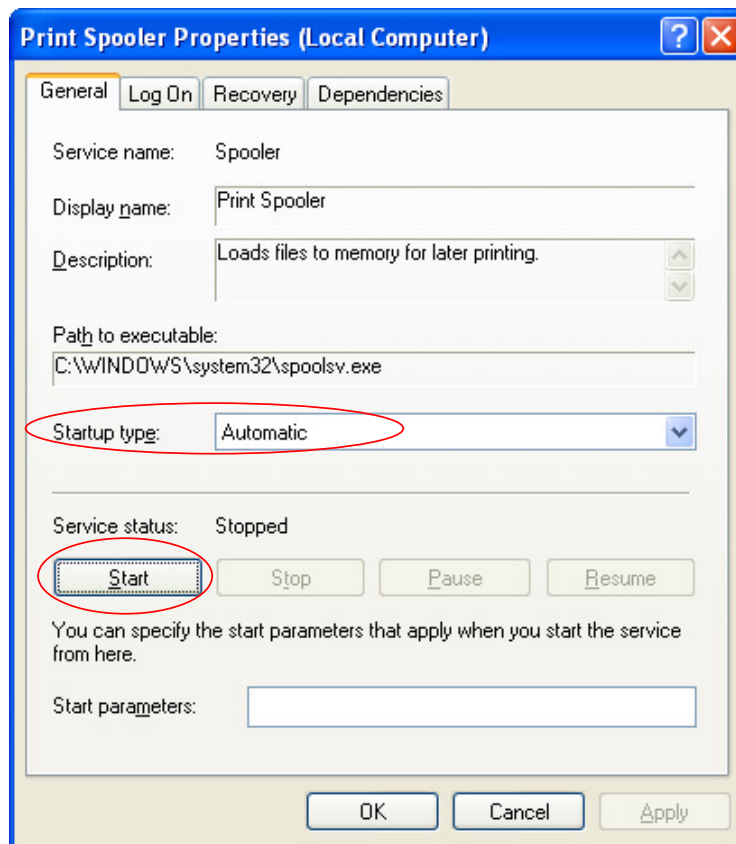 Print Spooler Properties (Local Computer)
General Log On Recovery Dependencies
Service name: Spooler
Display name: Print Spooler
Description: Loads files to memory for later printing.
Path to executable:
C:\WINDOWS\system32\spoolsv.exe
Startup type: Automatic
Service status: Stopped
Start Stop Pause Resume
You can specify the start parameters that apply when you start the service
from here.
Start parameters:
OK Cancel Apply